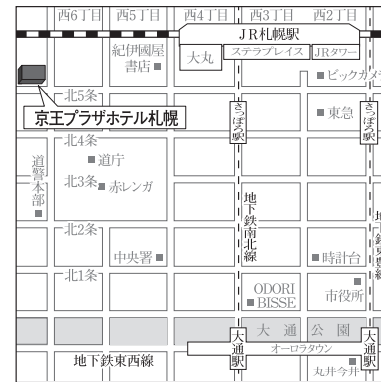 西6丁目 西5丁目 西4丁目 西3丁目 西2丁目
JR札幌駅
紀伊國屋
書店
大丸
ステラプレイス
JRタワー
ビックカメラ
北5条
さっぽろ駅
さっぽろ駅
東急
京王プラザホテル札幌
北4条
道庁
道警本部
北3条
赤レンガ
地下鉄南北線
地下鉄東豊線
北2条
中央署
時計台
北1条
ODORI
BISSE
市役所
大通公園
大通駅
大通駅
オーロラタウン
地下鉄東西線
丸井今井